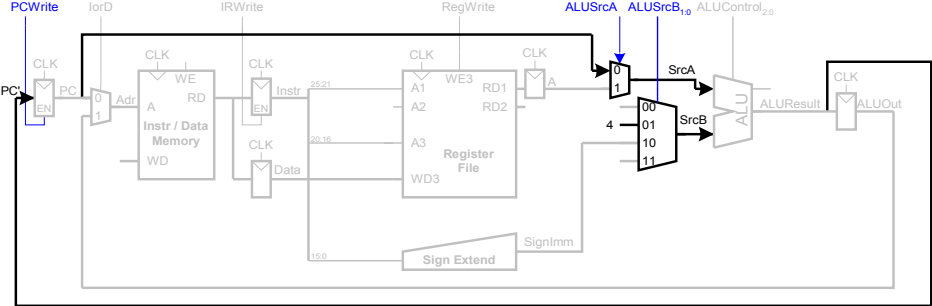 PCWrite IorD IRWrite RegWrite ALUSrcA ALUSrcB1:0 ALUControl2:0
CLK CLK CLK CLK CLK CLK
PC' PC EN
0 1 Adr
A WE RD
Instr / Data
Memory
WD
EN Instr
CLK
Data
25:21
20:16
15:0
A1 WE3 RD1
A2 RD2
A3
Register
File
WD3
A
0 1
SrcA
4
00
01
10
11
SrcB
ALU
ALUResult
ALUOut
SignImm
Sign Extend